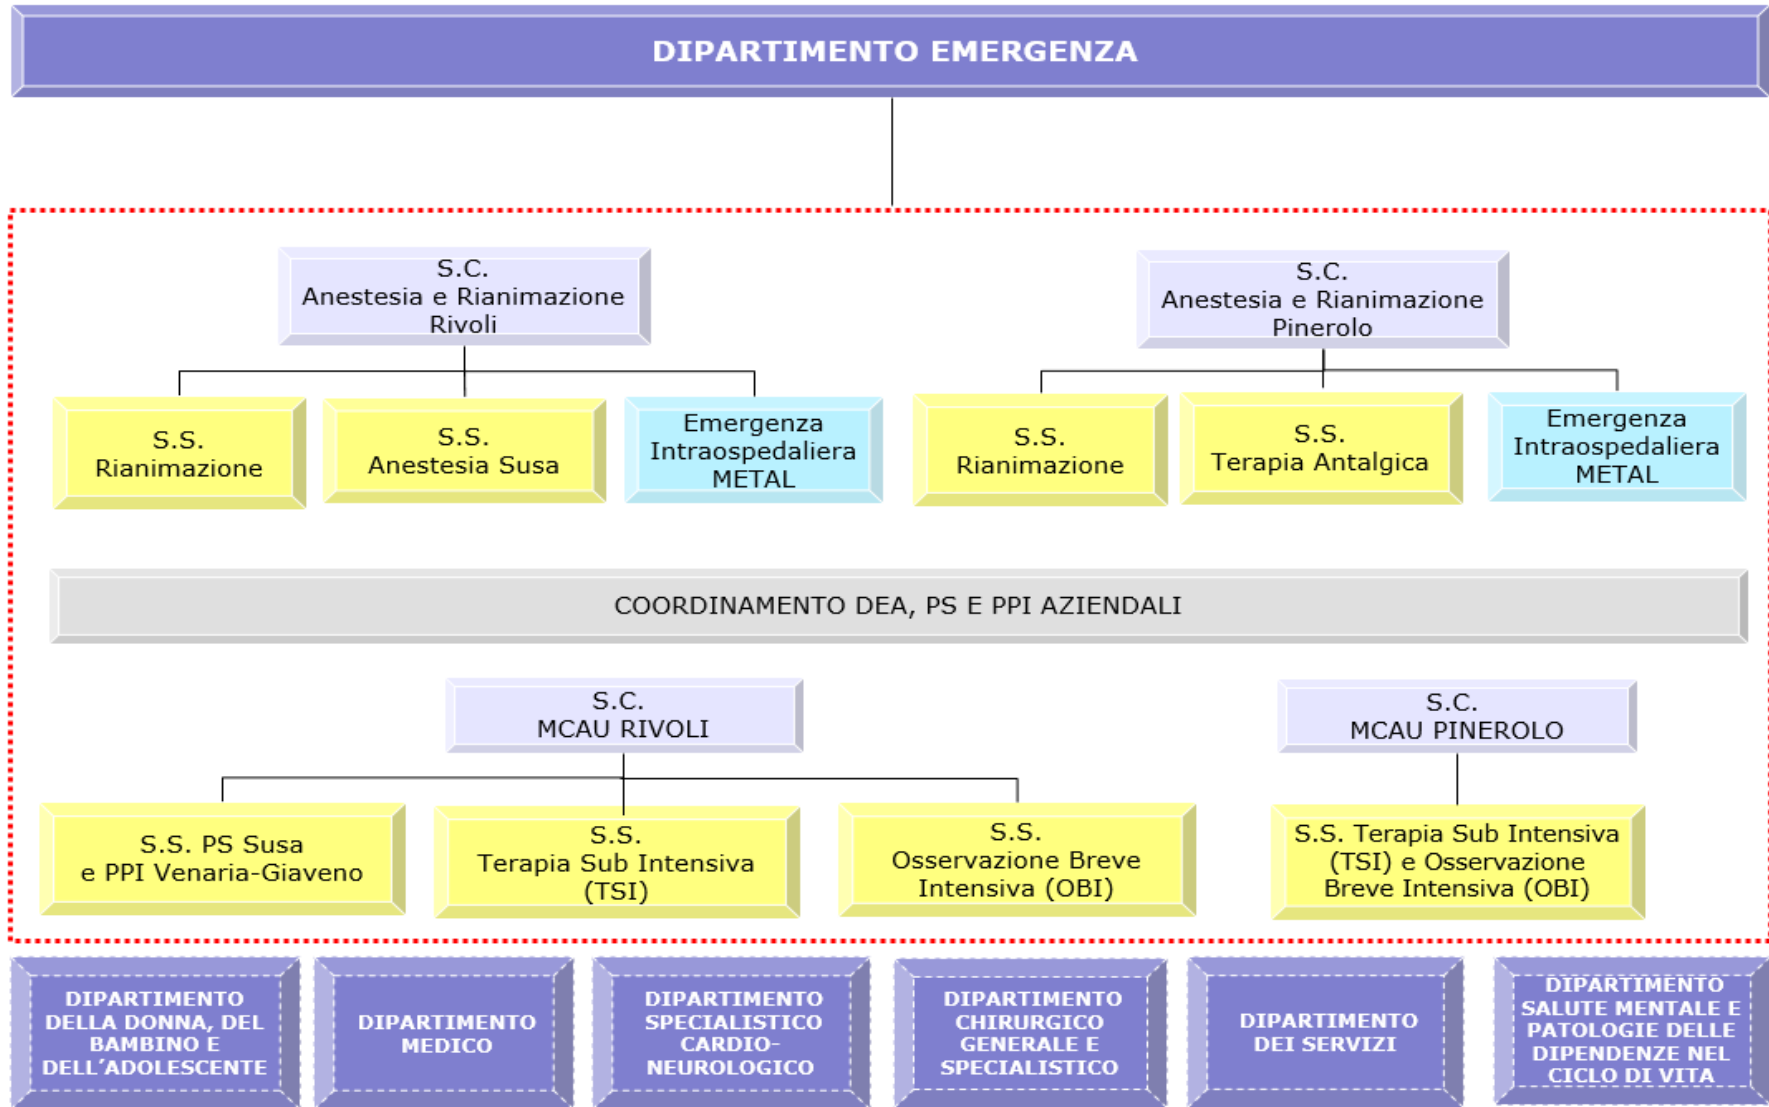 DIPARTIMENTO EMERGENZA
S.C.
Anestesia e Rianimazione
Rivoli
S.C.
Anestesia e Rianimazione
Pinerolo
S.S.
Rianimazione
S.S.
Anestesia Susa
Emergenza
Intraospedaliera
METAL
S.S.
Rianimazione
S.S.
Terapia Antalgica
Emergenza
Intraospedaliera
METAL
COORDINAMENTO DEA, PS E PPI AZIENDALI
S.C.
MCAU RIVOLI
S.C.
MCAU PINEROLO
S.S. PS Susa
e PPI Venaria-Giaveno
S.S.
Terapia Sub Intensiva
(TSI)
S.S.
Osservazione Breve
Intensiva (OBI)
S.S. Terapia Sub Intensiva
(TSI) e Osservazione
Breve Intensiva (OBI)
DIPARTIMENTO
DELLA DONNA, DEL
BAMBINO E
DELL´ADOLESCENTE
DIPARTIMENTO
MEDICO
DIPARTIMENTO
SPECIALISTICO
CARDIO-
NEUROLOGICO
DIPARTIMENTO
CHIRURGICO
GENERALE E
SPECIALISTICO
DIPARTIMENTO
DEI SERVIZI
DIPARTIMENTO
SALUTE MENTALE E
PATOLOGIE DELLE
DIPENDENZE NEL
CICLO DI VITA